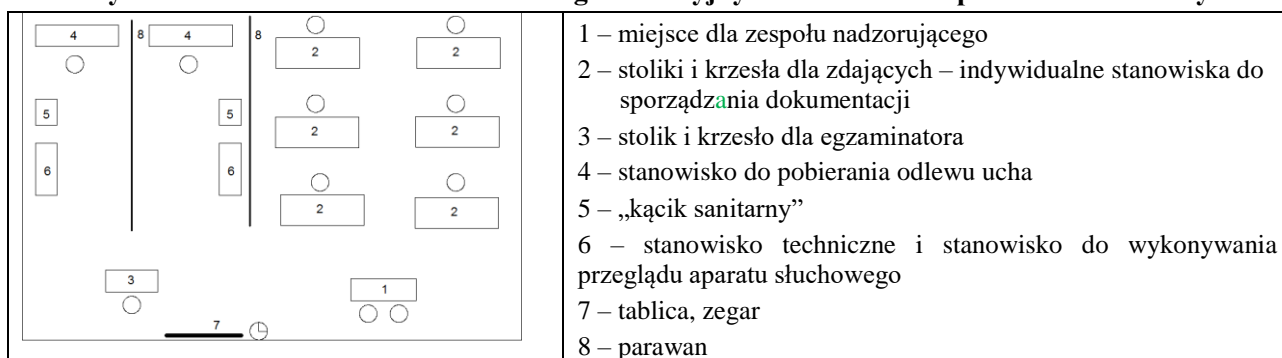 4
8
4
8
2
2
5
5
2
2
6
6
2
2
3
1
7
1 – miejsce dla zespołu nadzorującego
2 – stoliki i krzesła dla zdających – indywidualne stanowiska do
sporządzania dokumentacji
3 – stolik i krzesło dla egzaminatora
4 – stanowisko do pobierania odlewu ucha
5 – „kącik sanitarny”
6 – stanowisko techniczne i stanowisko do wykonywania
przeglądu aparatu słuchowego
7 – tablica, zegar
8 – parawan